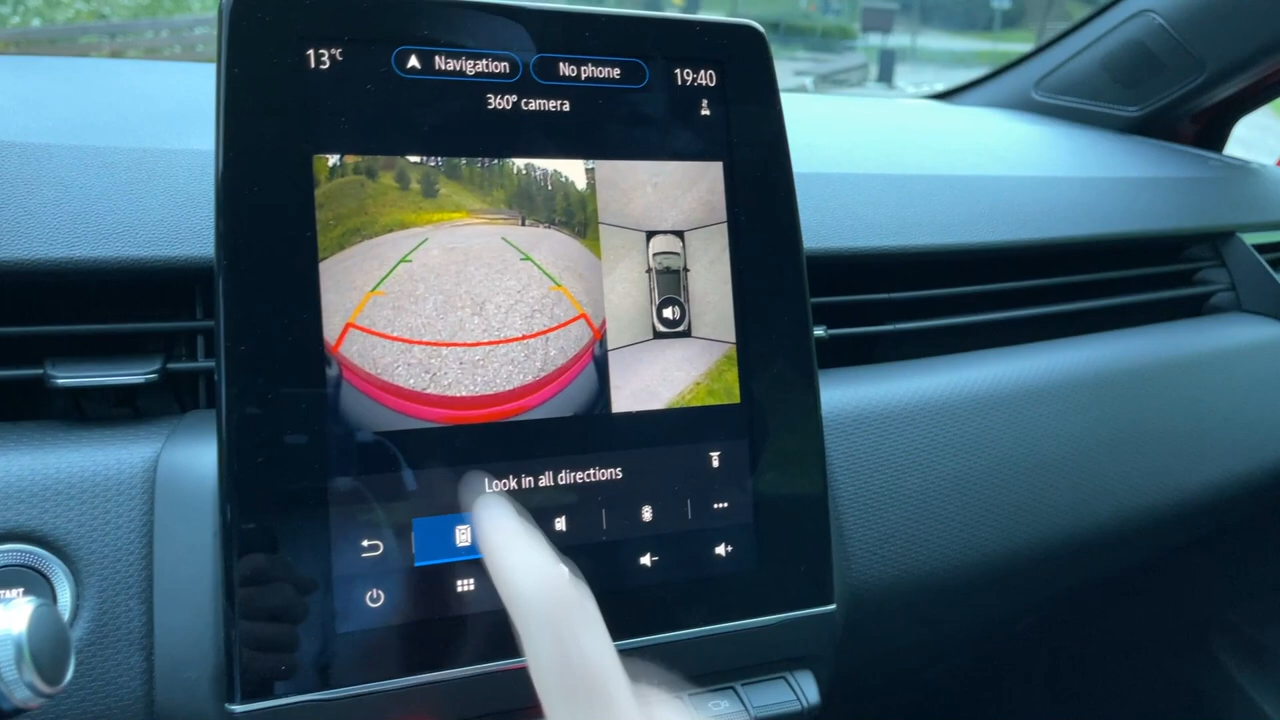 13°C
Navigation
No phone
19:40
360° camera
Look in all directions
START